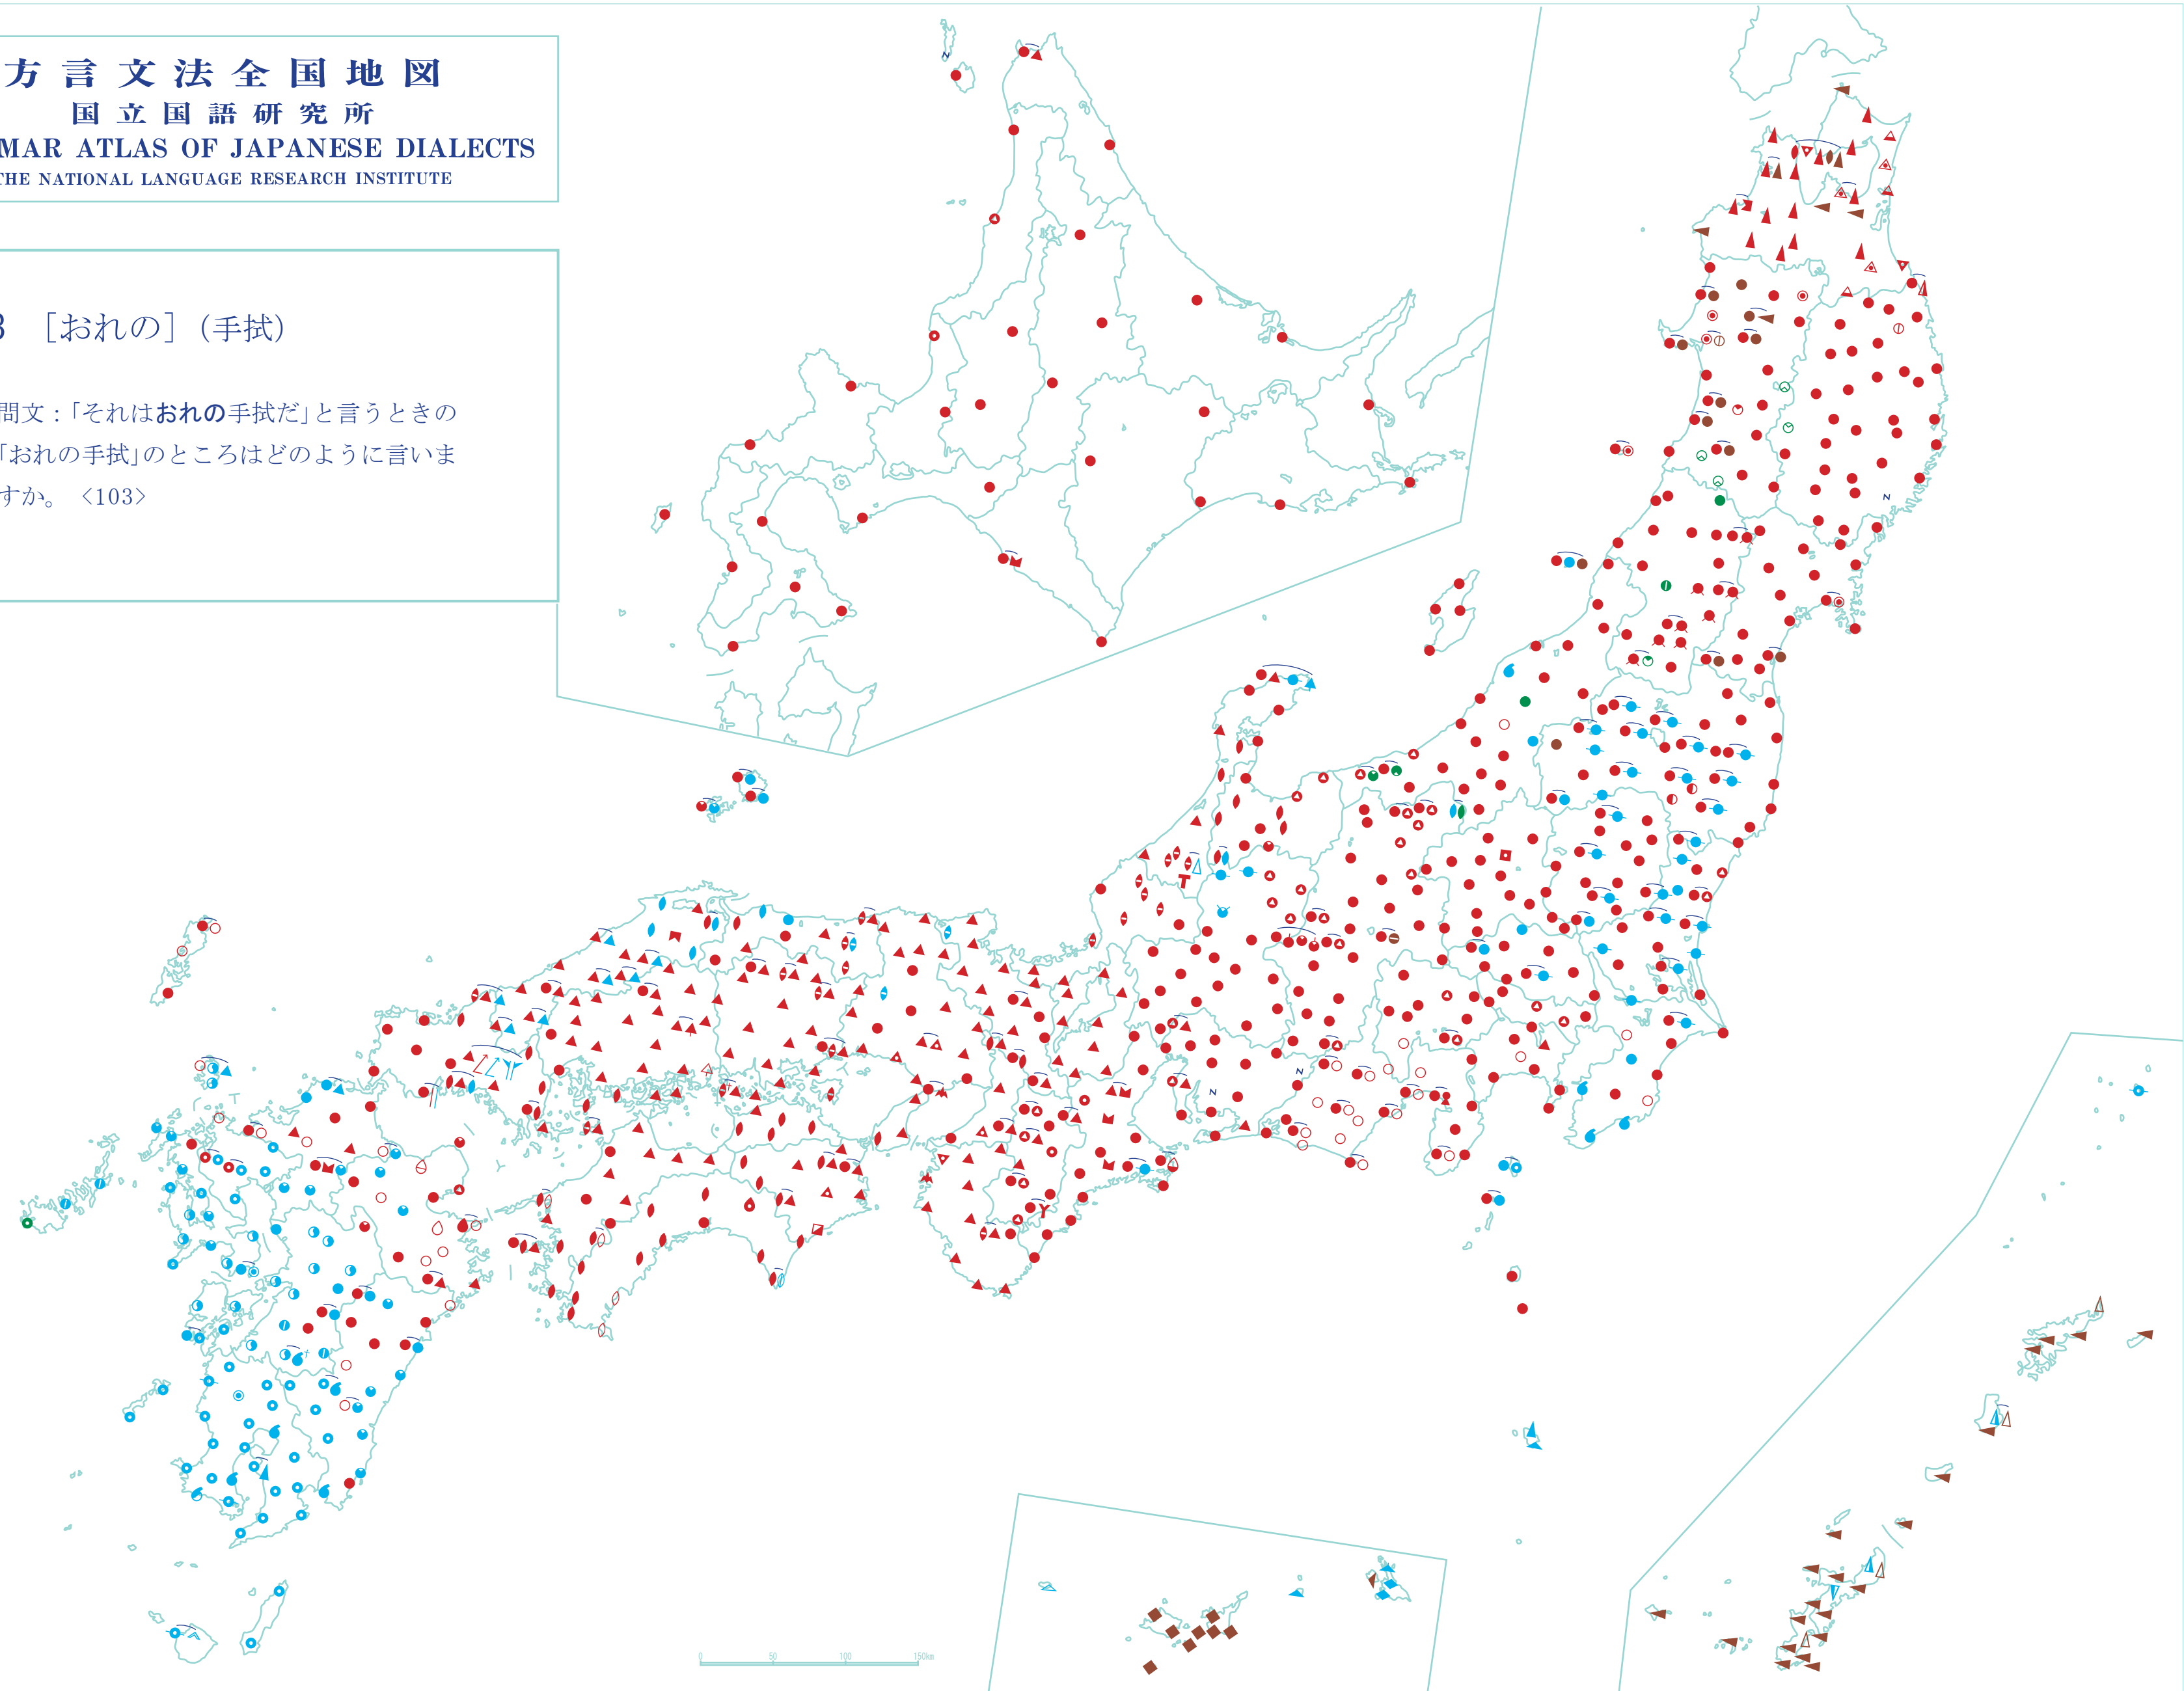 方言文法全国地図
国立国語研究所
MAR ATLAS OF JAPANESE DIALECTS
THE NATIONAL LANGUAGE RESEARCH INSTITUTE
3 [おれの](手拭)
問文:「それはおれの手拭だ」と言うときの
「おれの手拭」のところはどのように言いま
すか。 〈103〉
N
N
N
N
N
0 50 100 150km